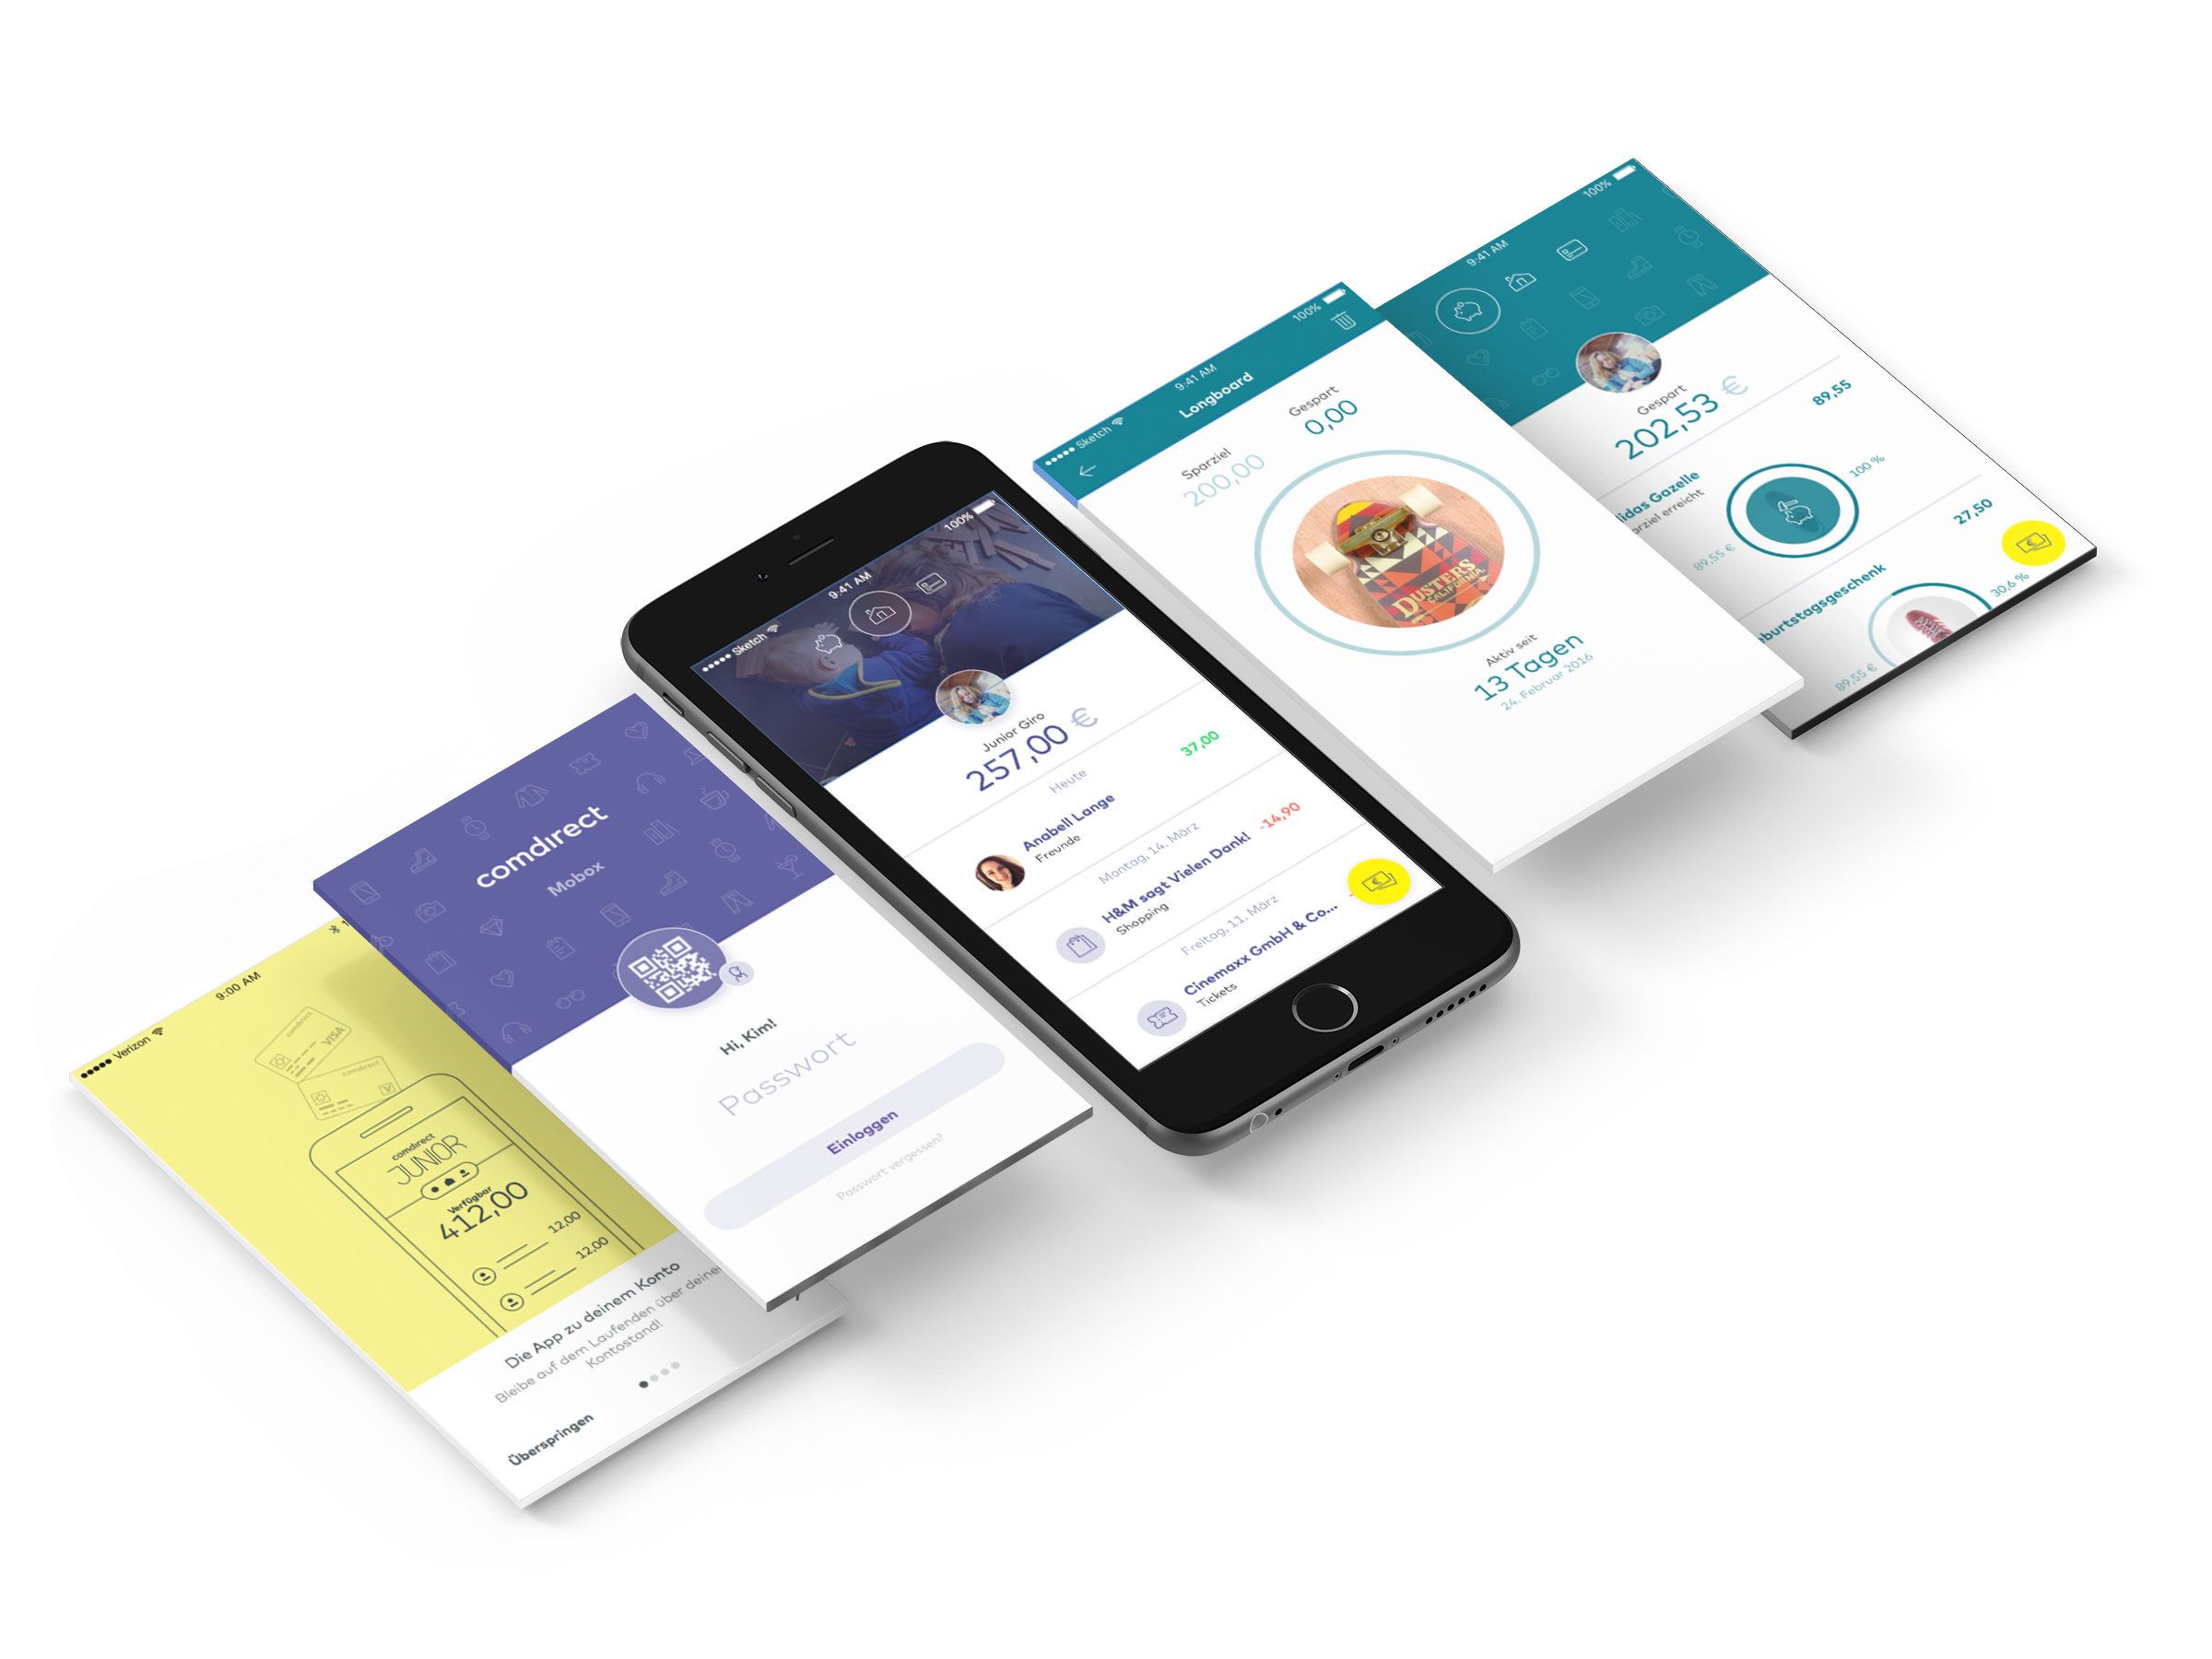 ●●●●● Verizon
9:00 AM
comdirect
VISA
comdirect
comdirect
JUNIOR
Verfügbar
412,00
12,00
12,00
Die App zu deinem Konto
Bleibe auf dem Laufenden über deinen
Kontostand!
Überspringen
comdirect
Mobox
Hi, Kim!
Passwort
Einloggen
Passwort vergessen?
●●●●● Sketch
9:41 AM
100%
Junior Giro
257,00 €
Heute
Anabell Lange
37,00
Freunde
Montag, 14. März
H&M sagt Vielen Dank!
-14,90
Shopping
Freitag, 11. März
Cinemaxx GmbH & Co...
Tickets
●●●●● Sketch
9:41 AM
100%
Longboard
Sparziel
200,00
Gespart
0,00
DUSTERS
CALIFORNIA
Aktiv seit
13 Tagen
24. Februar 2016
9:41 AM
100%
Gespart
202,53 €
idas Gazelle
89,55
arziel erreicht
100 %
89,55 €
eburtstagsgeschenk
27,50
30,6 %
89,55 €